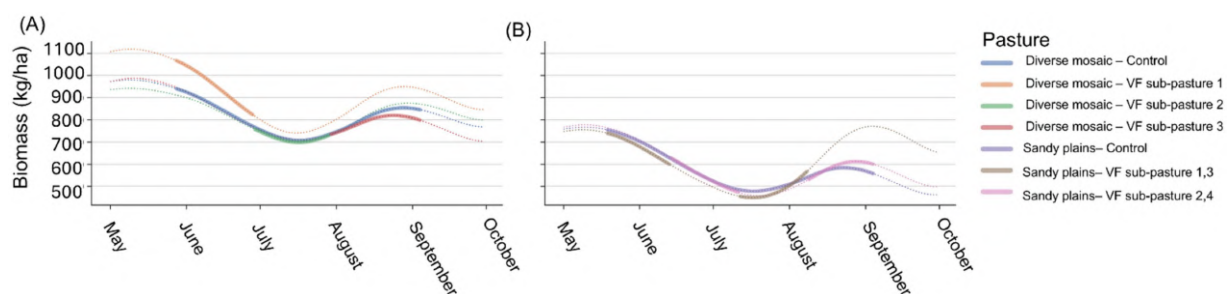 (A)
(B)
Biomass (kg/ha)
1100
1000
900
800
700
600
500
May
June
July
August
September
October
May
June
July
August
September
October
Pasture
Diverse mosaic – Control
Diverse mosaic – VF sub-pasture 1
Diverse mosaic – VF sub-pasture 2
Diverse mosaic – VF sub-pasture 3
Sandy plains– Control
Sandy plains– VF sub-pasture 1,3
Sandy plains– VF sub-pasture 2,4